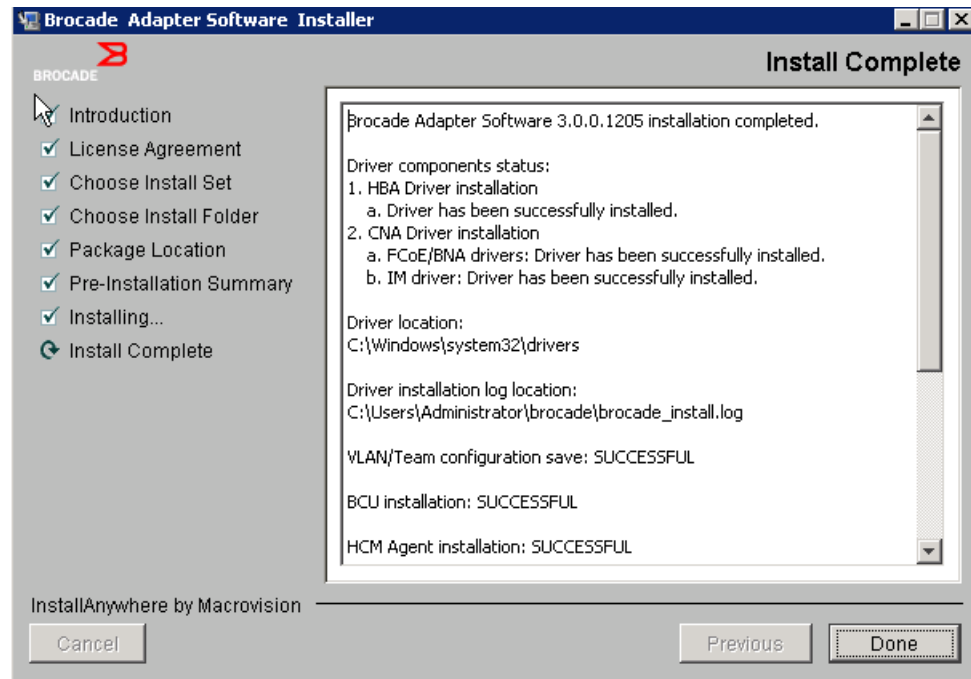 Brocade Adapter Software Installer
BROCADE
Install Complete
Introduction
License Agreement
Choose Install Set
Choose Install Folder
Package Location
Pre-Installation Summary
Installing...
Install Complete
Brocade Adapter Software 3.0.0.1205 installation completed.
Driver components status:
1. HBA Driver installation
a. Driver has been successfully installed.
2. CNA Driver installation
a. FCoE/BNA drivers: Driver has been successfully installed.
b. IM driver: Driver has been successfully installed.
Driver location:
C:\Windows\system32\drivers
Driver installation log location:
C:\Users\Administrator\brocade\brocade_install.log
VLAN/Team configuration save: SUCCESSFUL
BCU installation: SUCCESSFUL
HCM Agent installation: SUCCESSFUL
InstallAnywhere by Macrovision
Cancel
Previous
Done